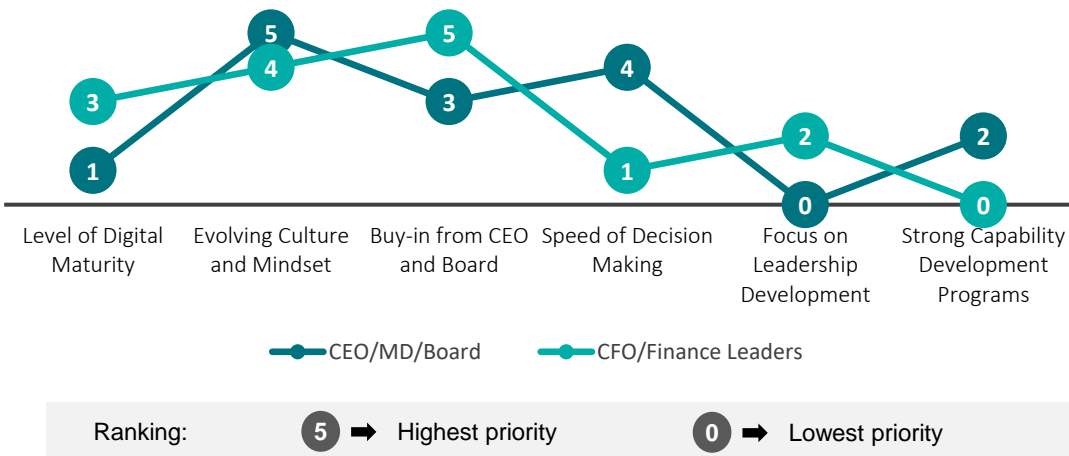 5 5
4 4
3 3
1 1 2 2
0 0
Level of Digital Evolving Culture Buy-in from CEO Speed of Decision Focus on Strong Capability
Maturity and Mindset and Board Making Leadership Development
Development Programs
CEO/MD/Board CFO/Finance Leaders
Ranking: 5 Highest priority 0 Lowest priority